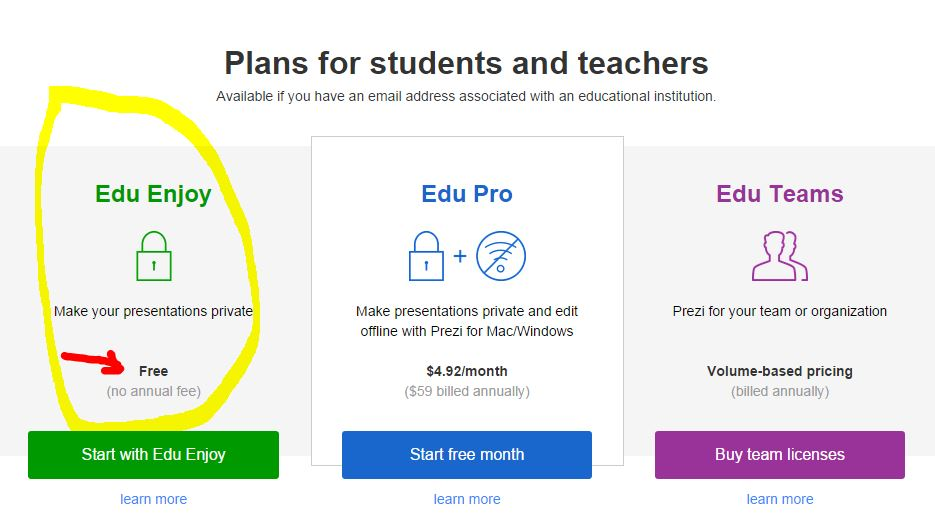 Plans for students and teachers
Available if you have an email address associated with an educational institution.
Edu Enjoy
Make your presentations private
Free
(no annual fee)
Start with Edu Enjoy
learn more
Edu Pro
+
Make presentations private and edit
offline with Prezi for Mac/Windows
$4.92/month
($59 billed annually)
Start free month
learn more
Edu Teams
Prezi for your team or organization
Volume-based pricing
(billed annually)
Buy team licenses
learn more